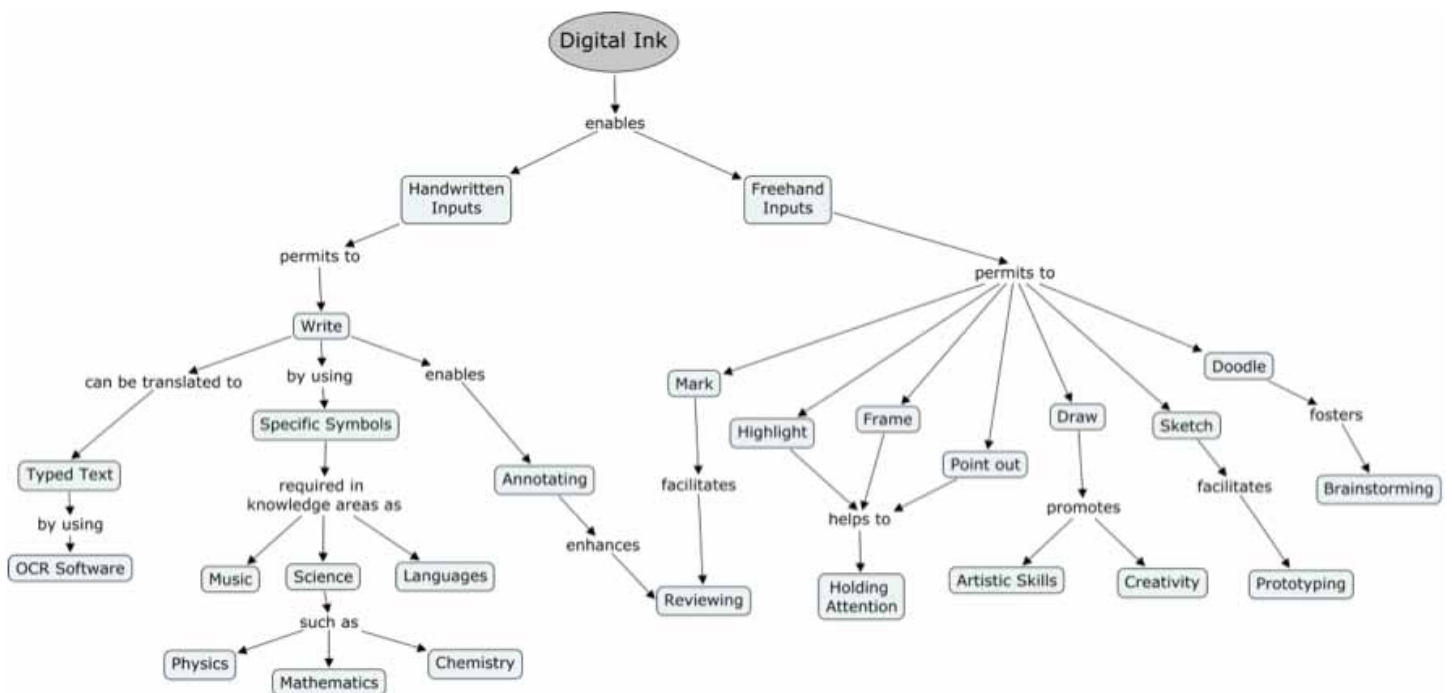 Digital Ink
enables
Handwritten
Inputs
Freehand
Inputs
permits to
permits to
Write
can be translated to
by using
enables
Typed Text
by using
OCR Software
Specific Symbols
required in
knowledge areas as
Music
Science
Languages
such as
Physics
Mathematics
Chemistry
Annotating
enhances
Reviewing
Mark
facilitates
Highlight
Frame
Point out
helps to
Holding
Attention
Draw
promotes
Artistic Skills
Creativity
Sketch
facilitates
Prototyping
Doodle
fosters
Brainstorming